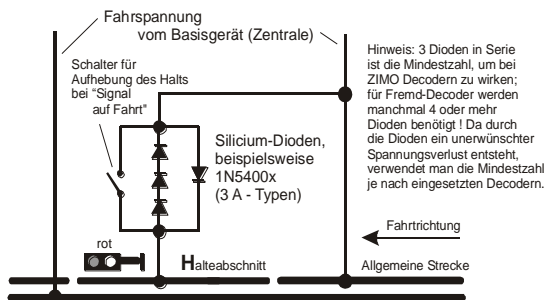 Fahrspannung
vom Basisgerät (Zentrale)
Schalter für
Aufhebung des Halts
bei "Signal
auf Fahrt"
Silicium-Dioden,
beispielsweise
1N5400x
(3 A - Typen)
Hinweis: 3 Dioden in Serie
ist die Mindestzahl, um bei
ZIMO Decodern zu wirken;
für Fremd-Decoder werden
manchmal 4 oder mehr
Dioden benötigt ! Da durch
die Dioden ein unerwünschter
Spannungsverlust entsteht,
verwendet man die Mindestzahl
je nach eingesetzten Decodern.
Fahrtrichtung
rot
Halteabschnitt
Allgemeine Strecke